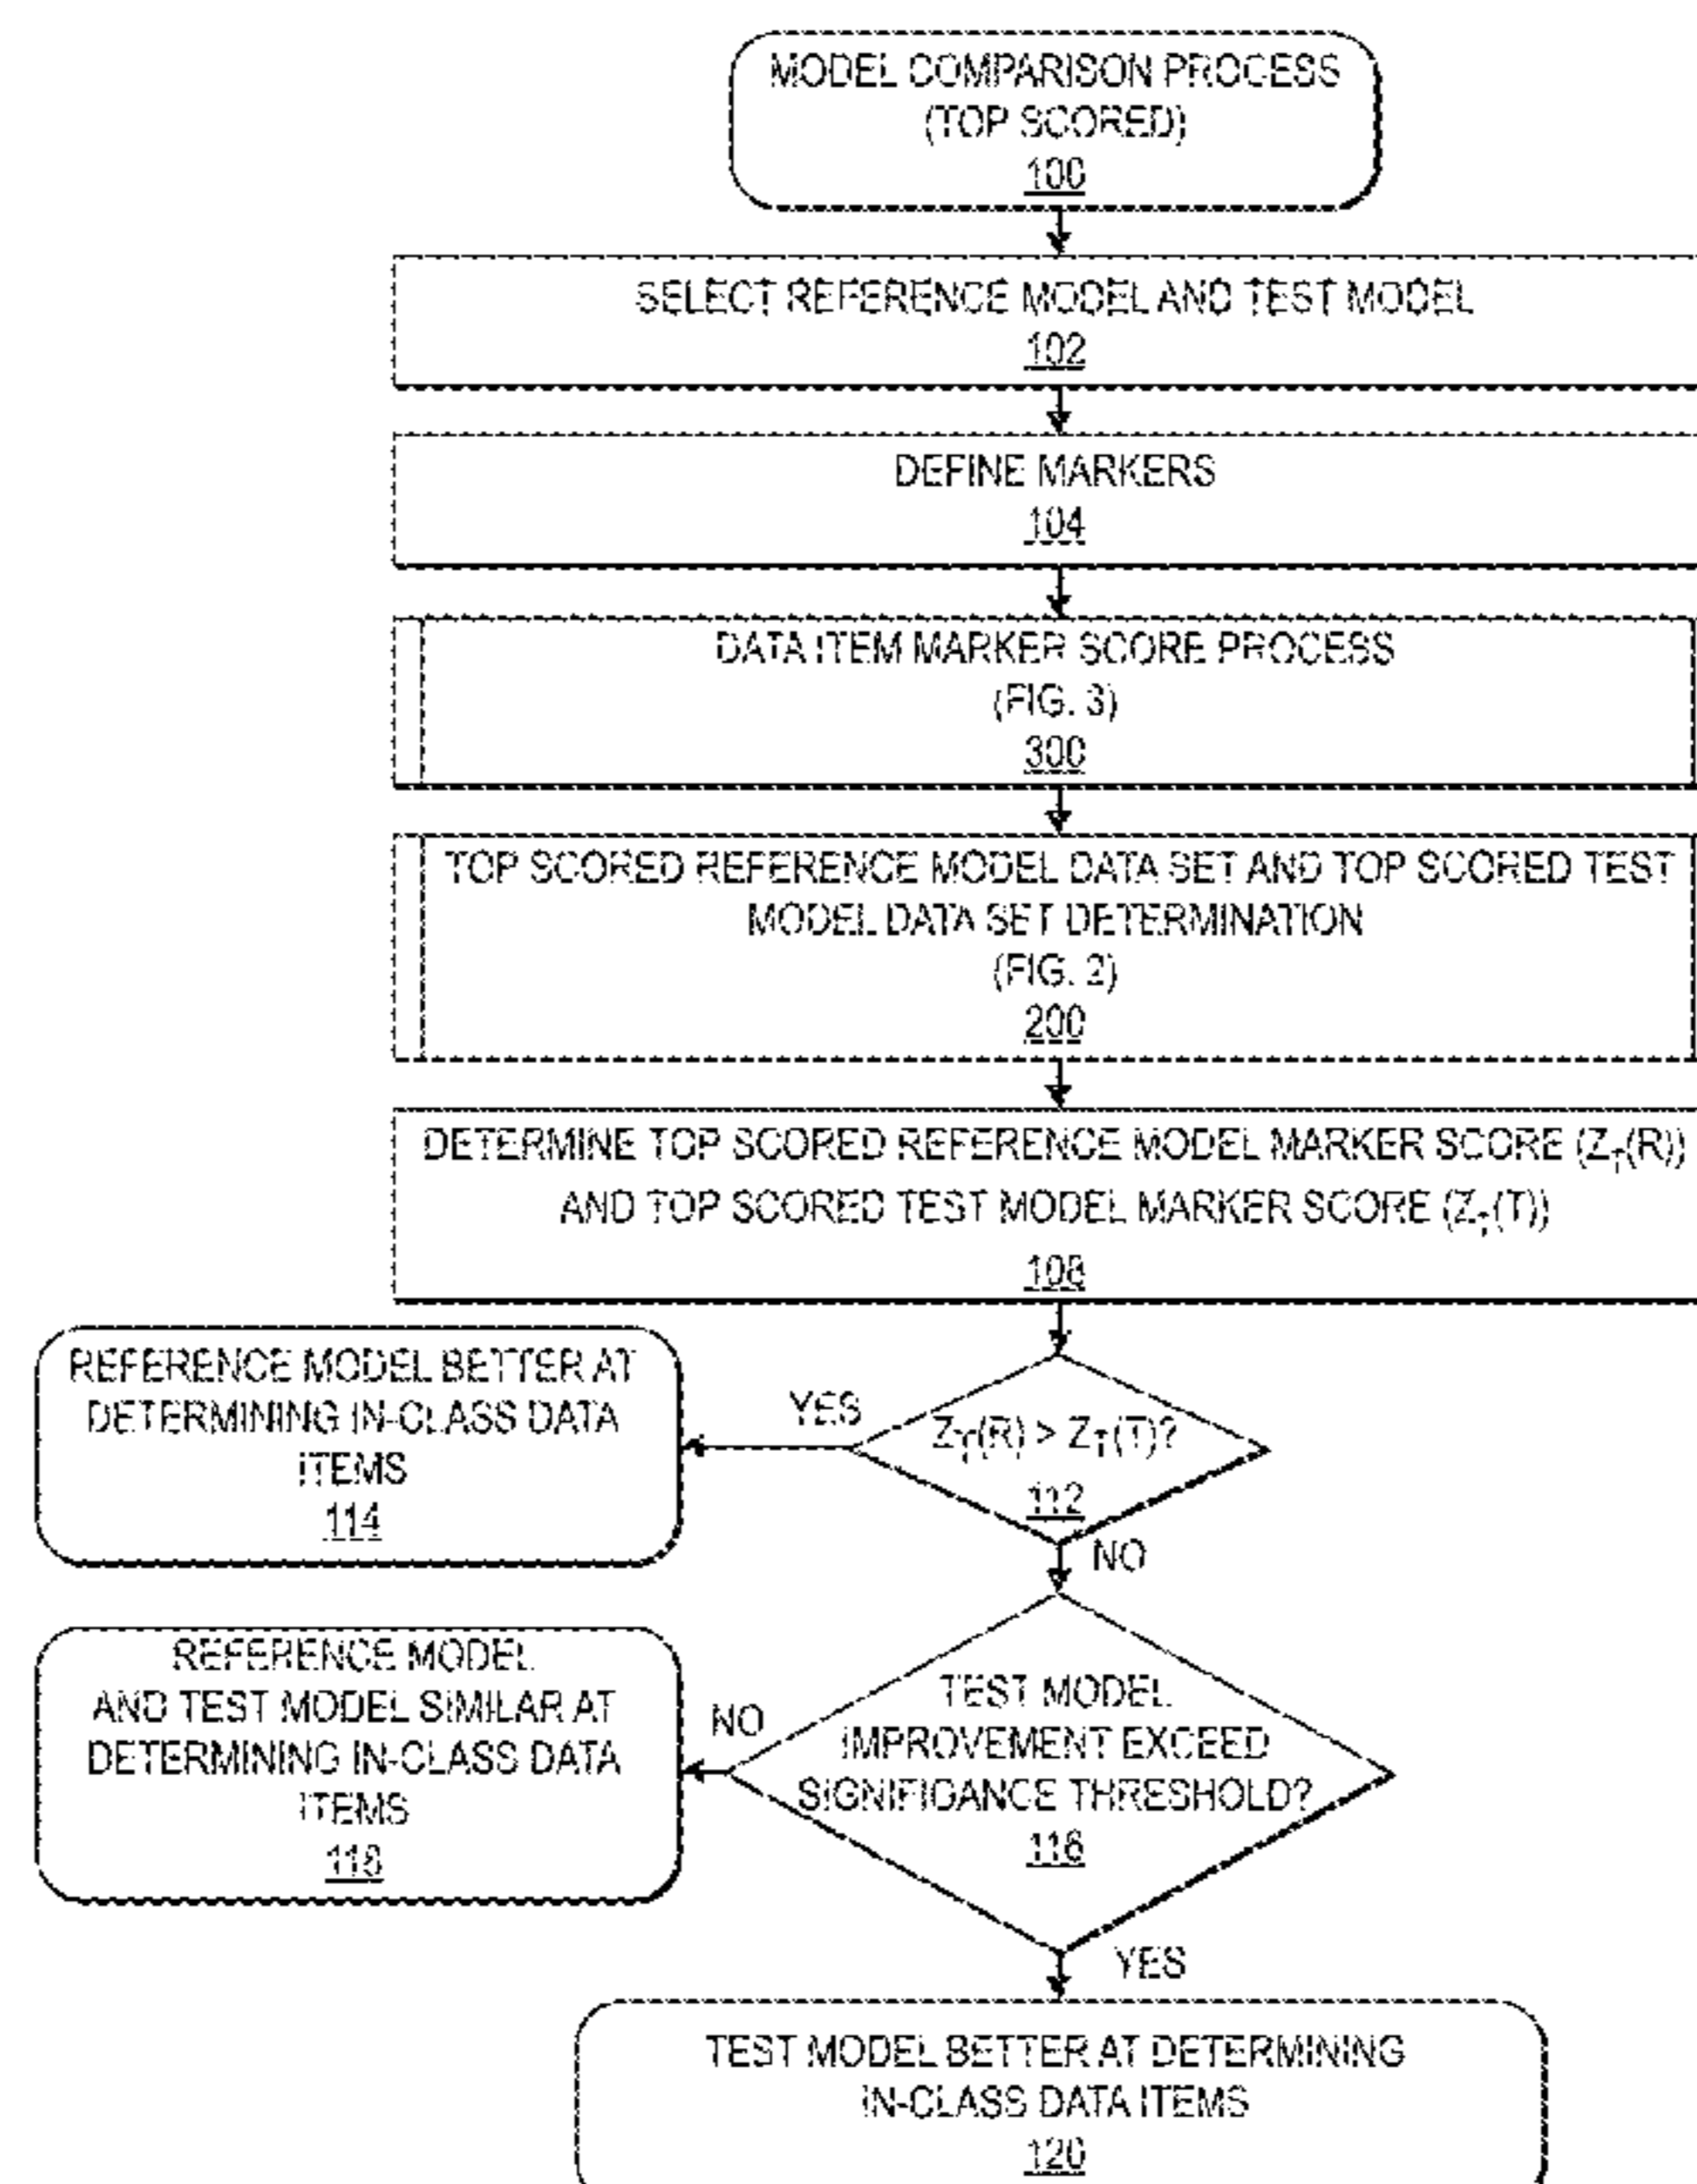 MODEL COMPARISON PROCESS
(TOP SCORED)
100
SELECT REFERENCE MODEL AND TEST MODEL
102
DEFINE MARKERS
104
DATA ITEM MARKER SCORE PROCESS
(FIG. 3)
300
TOP SCORED REFERENCE MODEL DATA SET AND TOP SCORED TEST
MODEL DATA SET DETERMINATION
(FIG. 2)
200
DETERMINE TOP SCORED REFERENCE MODEL MARKER SCORE (Z_T(R))
AND TOP SCORED TEST MODEL MARKER SCORE (Z_T(T))
108
Z_T(R) > Z_T(T)?
112
YES
REFERENCE MODEL BETTER AT
DETERMINING IN-CLASS DATA
ITEMS
114
NO
TEST MODEL
IMPROVEMENT EXCEED
SIGNIFICANCE THRESHOLD?
116
NO
REFERENCE MODEL
AND TEST MODEL SIMILAR AT
DETERMINING IN-CLASS DATA
ITEMS
118
YES
TEST MODEL BETTER AT DETERMINING
IN-CLASS DATA ITEMS
120